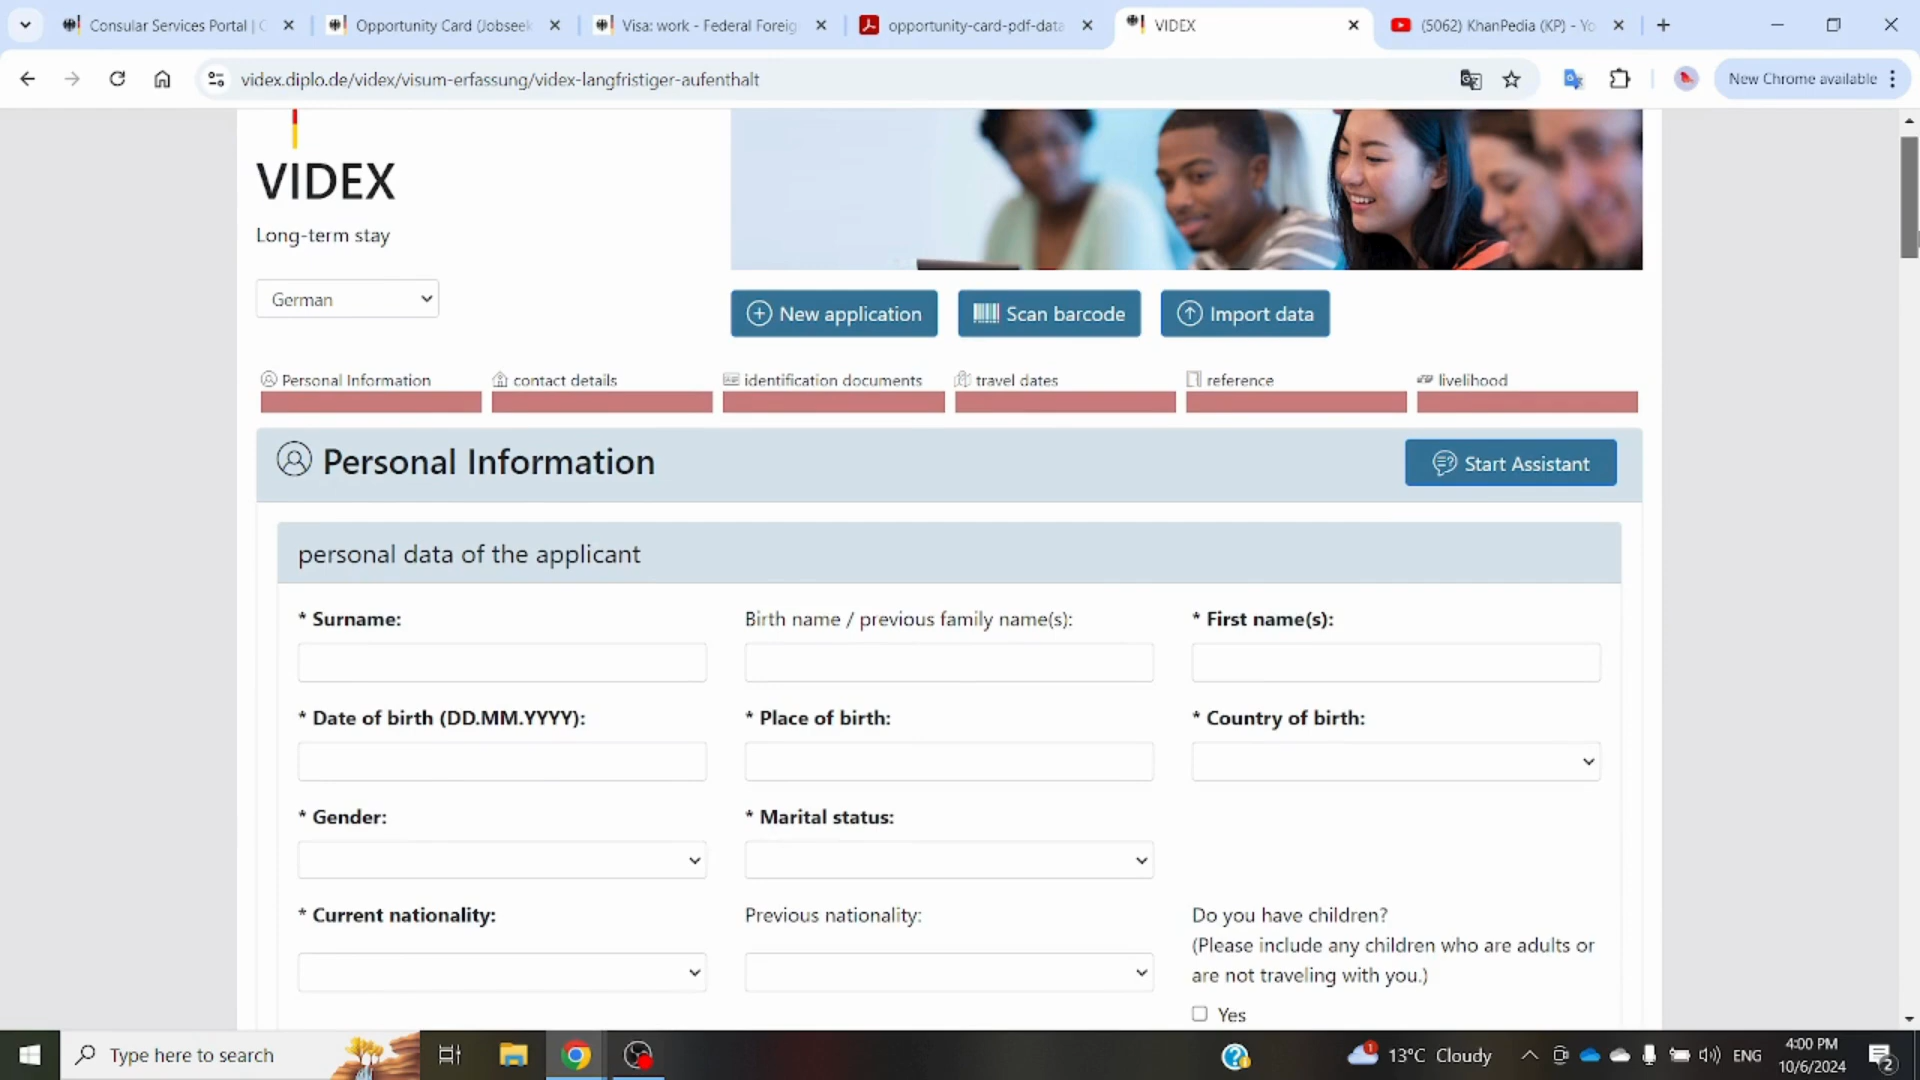 Consular Services Portal | C
Opportunity Card (Jobseek
Visa: work - Federal Foreig
opportunity-card-pdf-data
VIDEX
(5062) KhanPedia (KP) - Yo
videx.diplo.de/videx/visum-erfassung/videx-langfristiger-aufenthalt
New Chrome available
VIDEX
Long-term stay
German
New application
Scan barcode
Import data
Personal Information
contact details
identification documents
travel dates
reference
livelihood
Personal Information
Start Assistant
personal data of the applicant
* Surname:
Birth name / previous family name(s):
* First name(s):
* Date of birth (DD.MM.YYYY):
* Place of birth:
* Country of birth:
* Gender:
* Marital status:
* Current nationality:
Previous nationality:
Do you have children?
(Please include any children who are adults or
are not traveling with you.)
Yes
Type here to search
1
13°C Cloudy
ENG
4:00 PM
10/6/2024
2